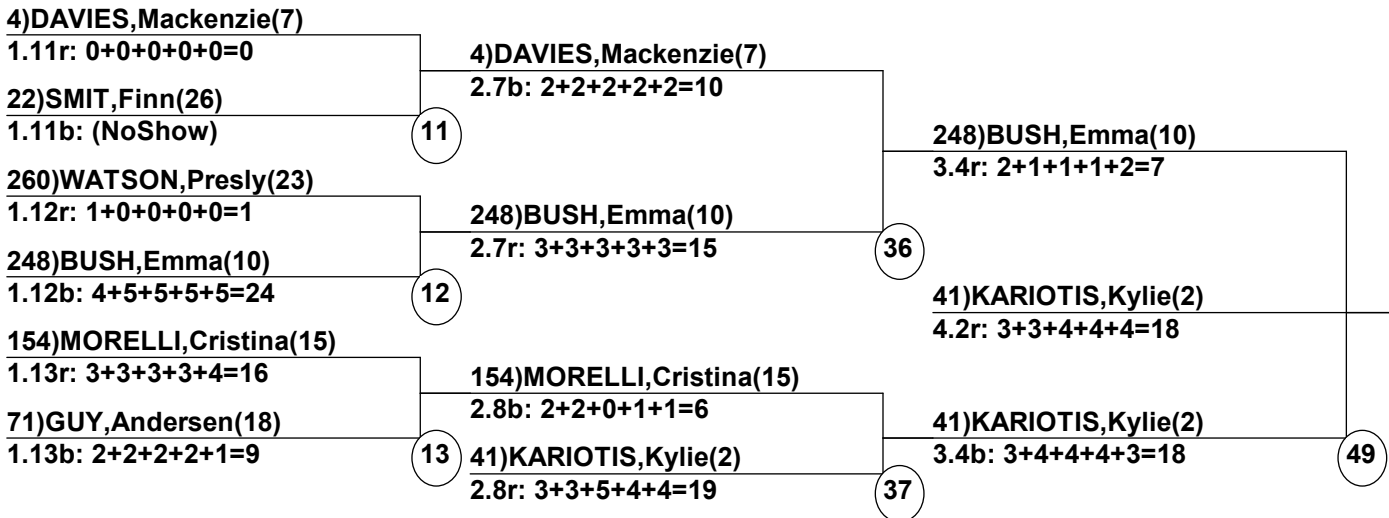 4)DAVIES,Mackenzie(7)
1.11r: 0+0+0+0+0=0
22)SMIT,Finn(26)
1.11b: (NoShow)
11
260)WATSON,Presly(23)
1.12r: 1+0+0+0+0=1
248)BUSH,Emma(10)
1.12b: 4+5+5+5+5=24
12
154)MORELLI,Cristina(15)
1.13r: 3+3+3+3+4=16
71)GUY,Andersen(18)
1.13b: 2+2+2+2+1=9
13
4)DAVIES,Mackenzie(7)
2.7b: 2+2+2+2+2=10
248)BUSH,Emma(10)
2.7r: 3+3+3+3+3=15
36
154)MORELLI,Cristina(15)
2.8b: 2+2+0+1+1=6
41)KARIOTIS,Kylie(2)
2.8r: 3+3+5+4+4=19
37
248)BUSH,Emma(10)
3.4r: 2+1+1+1+2=7
41)KARIOTIS,Kylie(2)
4.2r: 3+3+4+4+4=18
41)KARIOTIS,Kylie(2)
3.4b: 3+4+4+4+3=18
49